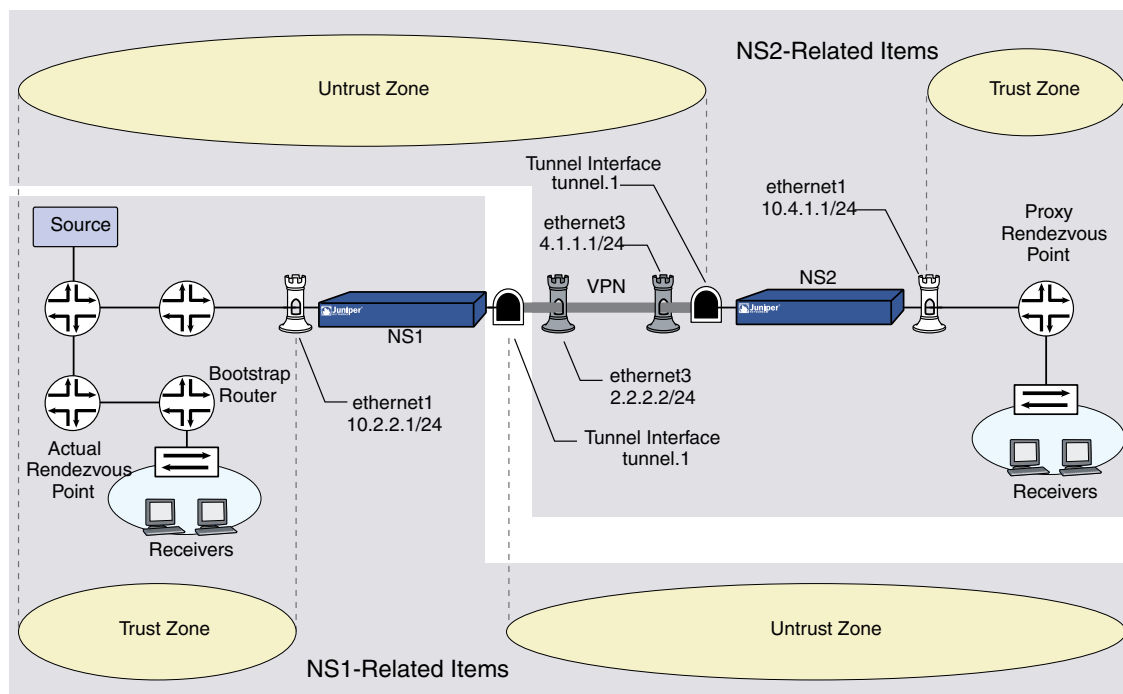 NS2-Related Items
Untrust Zone
Trust Zone
Tunnel Interface
tunnel.1
ethernet1
10.4.1.1/24
ethernet3
4.1.1.1/24
Proxy
Rendezvous
Point
Source
VPN
NS2
Juniper
Juniper
NS1
Bootstrap
Router
ethernet1
10.2.2.1/24
ethernet3
2.2.2.2/24
Tunnel Interface
tunnel.1
Actual
Rendezvous
Point
Receivers
Receivers
Trust Zone
Untrust Zone
NS1-Related Items